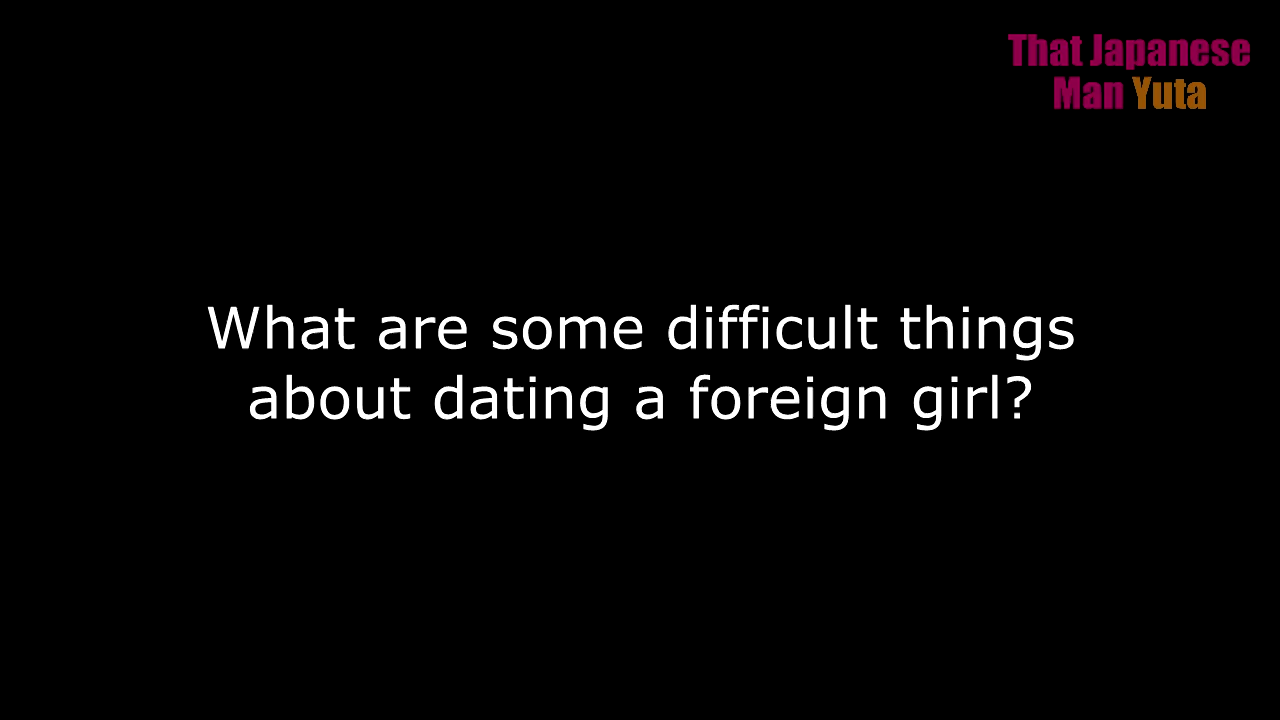 That Japanese
Man Yuta
What are some difficult things
about dating a foreign girl?